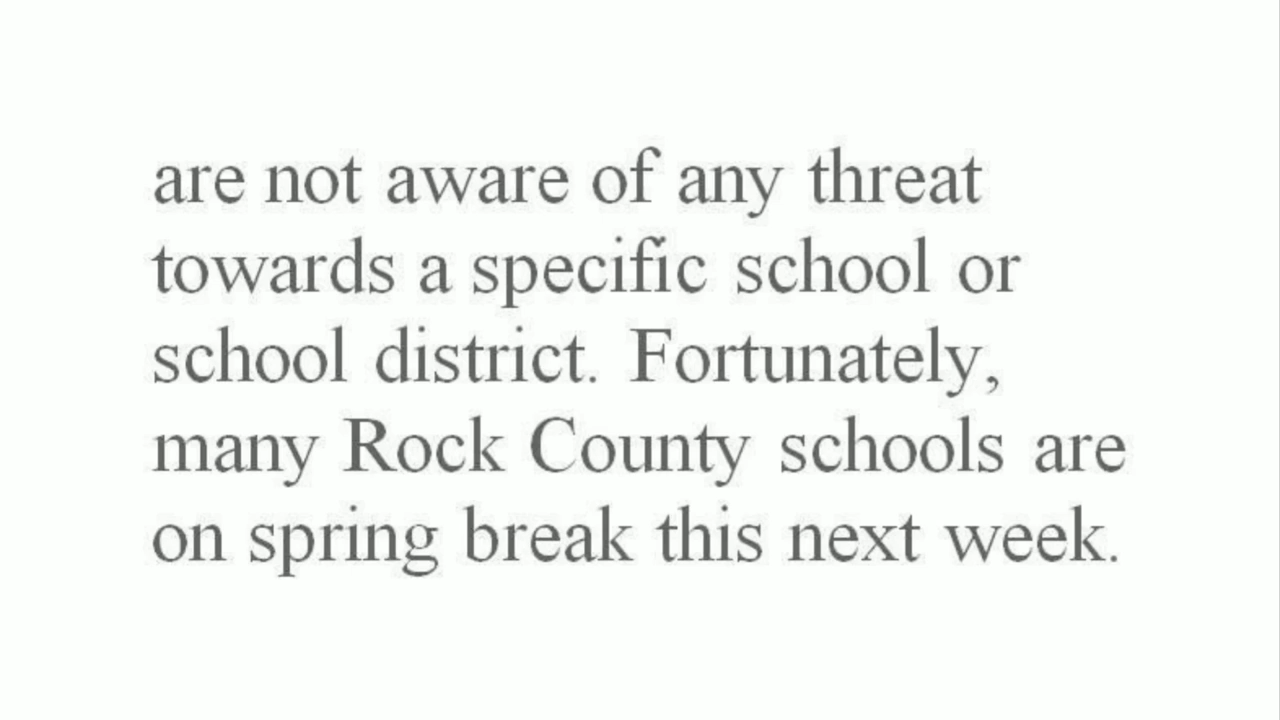 are not aware of any threat
towards a specific school or
school district. Fortunately,
many Rock County schools are
on spring break this next week.